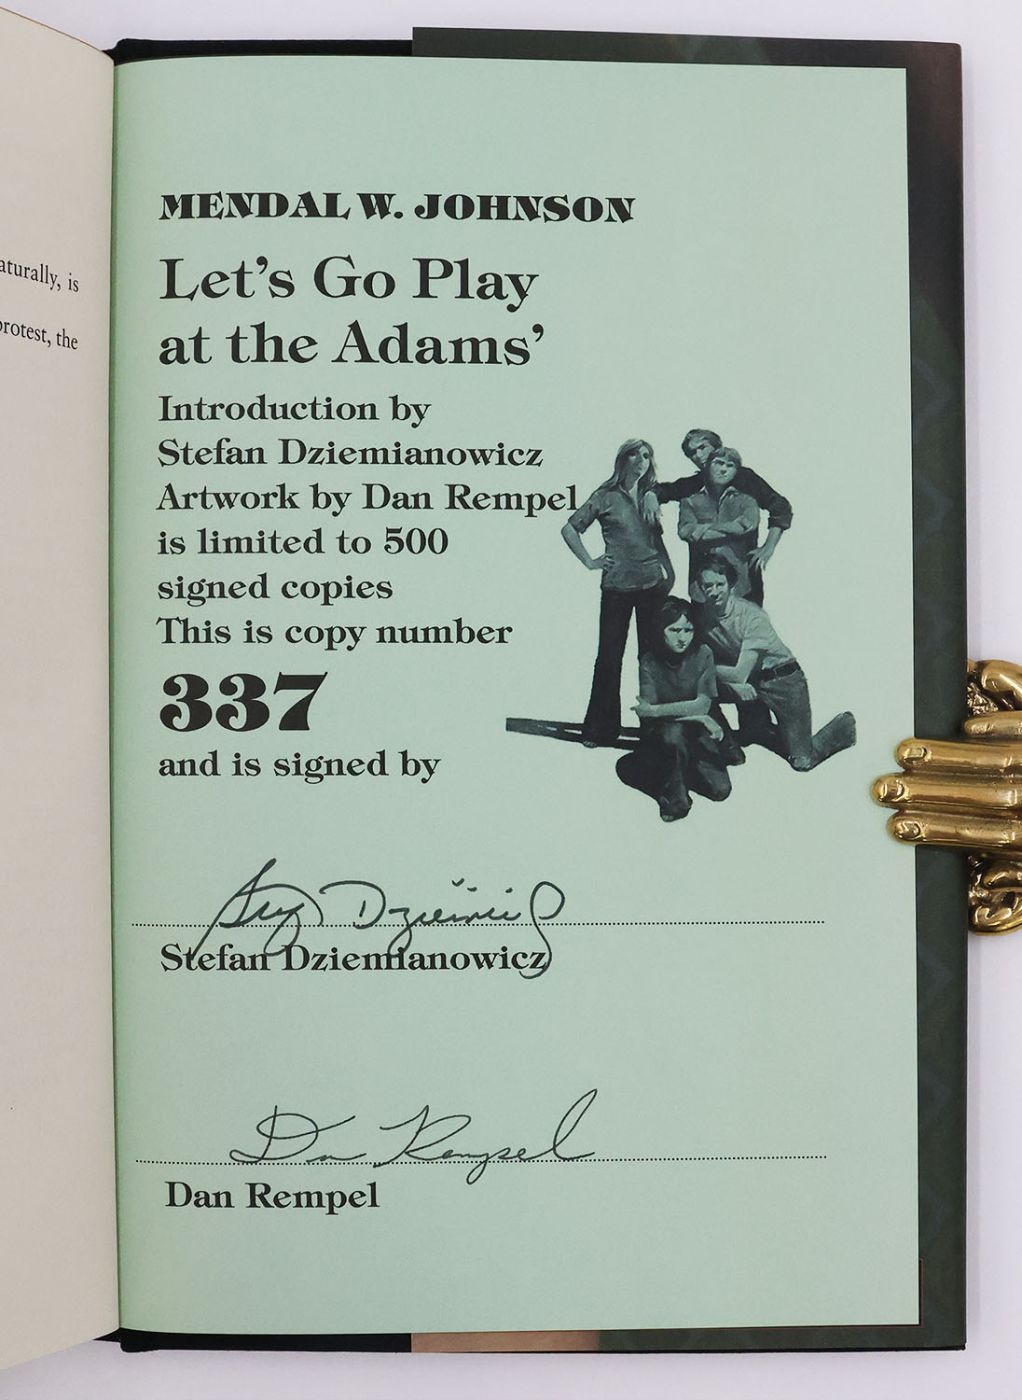 aturally, is
protest, the
MENDAL W. JOHNSON
Let's Go Play
at the Adams'
Introduction by
Stefan Dziemianowicz
Artwork by Dan Rempel
is limited to 500
signed copies
This is copy number
337
and is signed by
Stefan Dziemianowicz
Dan Rempel
Dan Rempel